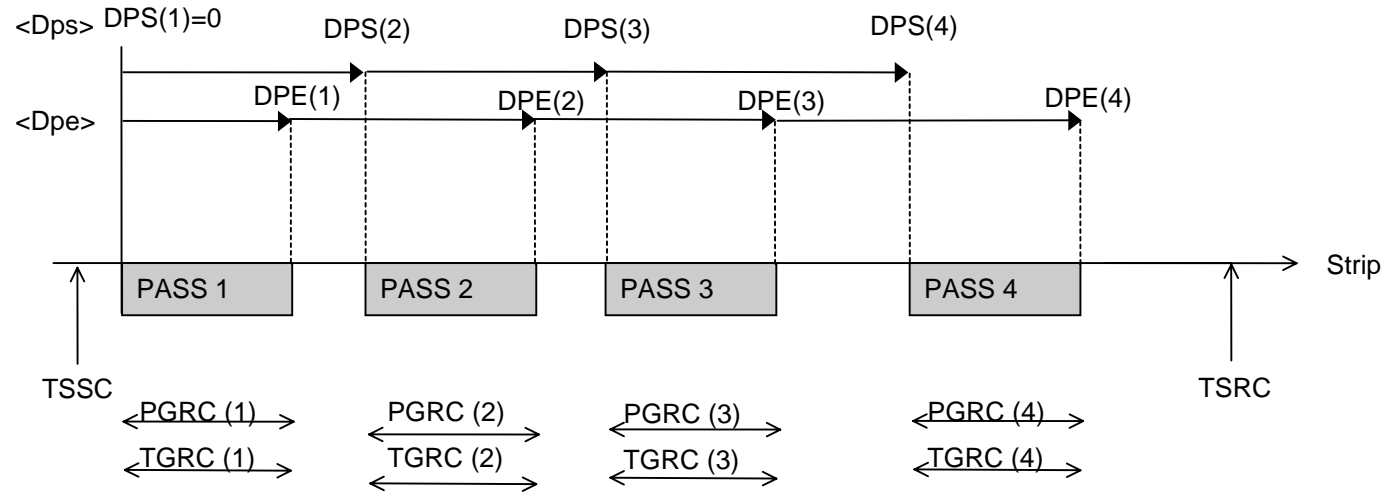 <Dps> DPS(1)=0 DPS(2) DPS(3) DPS(4)
<Dpe> DPE(1) DPE(2) DPE(3) DPE(4)
PASS 1 PASS 2 PASS 3 PASS 4 Strip
TSSC TSRC
PGRC (1) PGRC (2) PGRC (3) PGRC (4)
TGRC (1) TGRC (2) TGRC (3) TGRC (4)